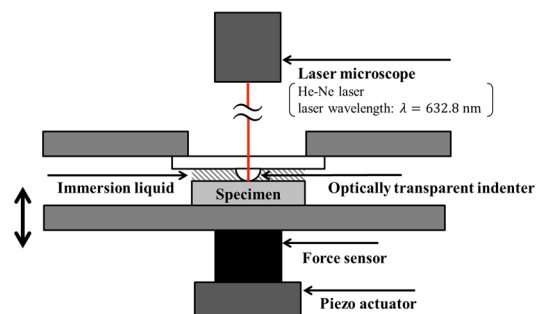 Laser microscope
He-Ne laser
laser wavelength: λ = 632.8 nm
Immersion liquid
Optically transparent indenter
Specimen
Force sensor
Piezo actuator